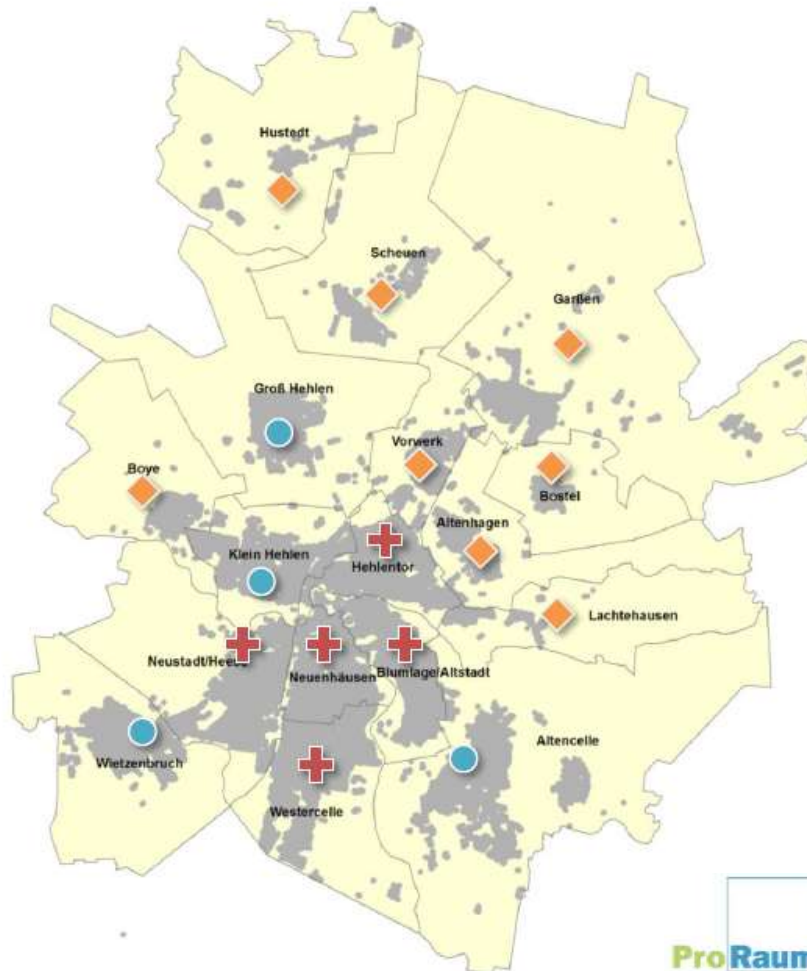 Hustedt
Scheuen
Garßen
Groß Hehlen
Vorwerk
Boye
Bostel
Altenhagen
Klein Hehlen
Hehlentor
Lachtehausen
Neustadt/Heese
Neuenhäusen
Blumlage/Altstadt
Altencelle
Wietzenbruch
Westercelle
ProRaum